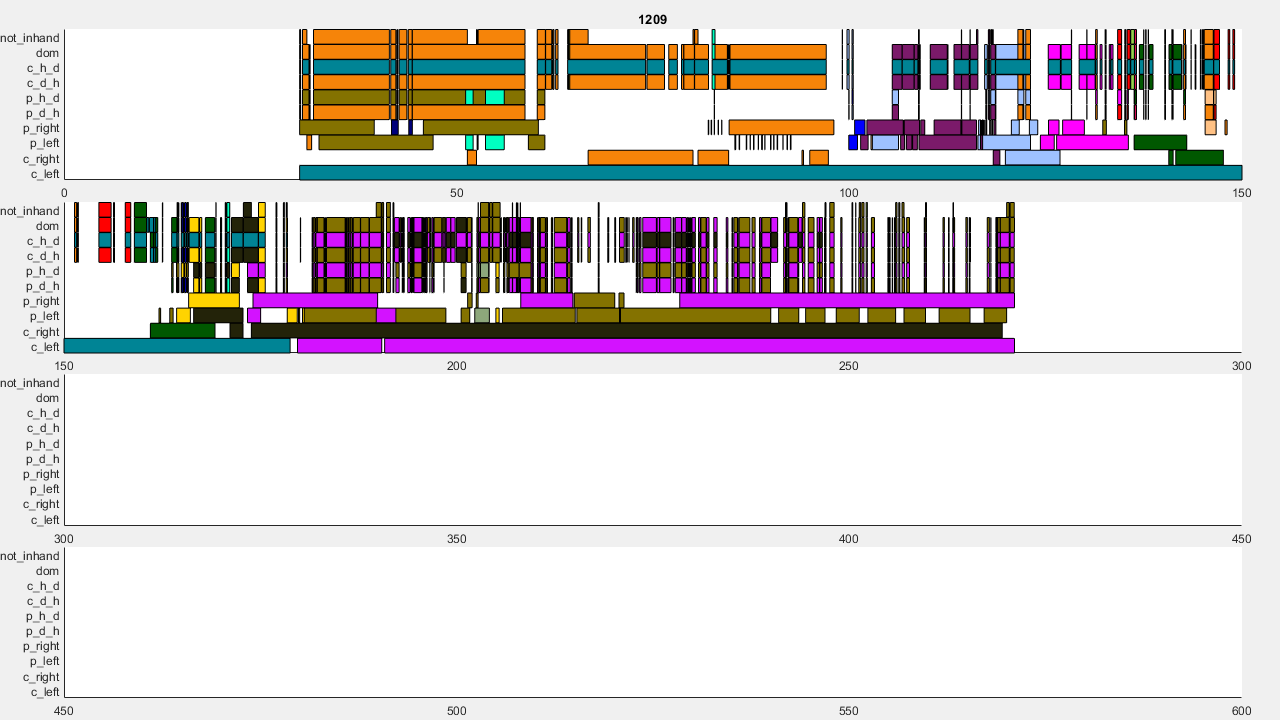 1209
not_inhand
dom
c_h_d
c_d_h
p_h_d
p_d_h
p_right
p_left
c_right
c_left
0 50 100 150
not_inhand
dom
c_h_d
c_d_h
p_h_d
p_d_h
p_right
p_left
c_right
c_left
150 200 250 300
not_inhand
dom
c_h_d
c_d_h
p_h_d
p_d_h
p_right
p_left
c_right
c_left
300 350 400 450
not_inhand
dom
c_h_d
c_d_h
p_h_d
p_d_h
p_right
p_left
c_right
c_left
450 500 550 600